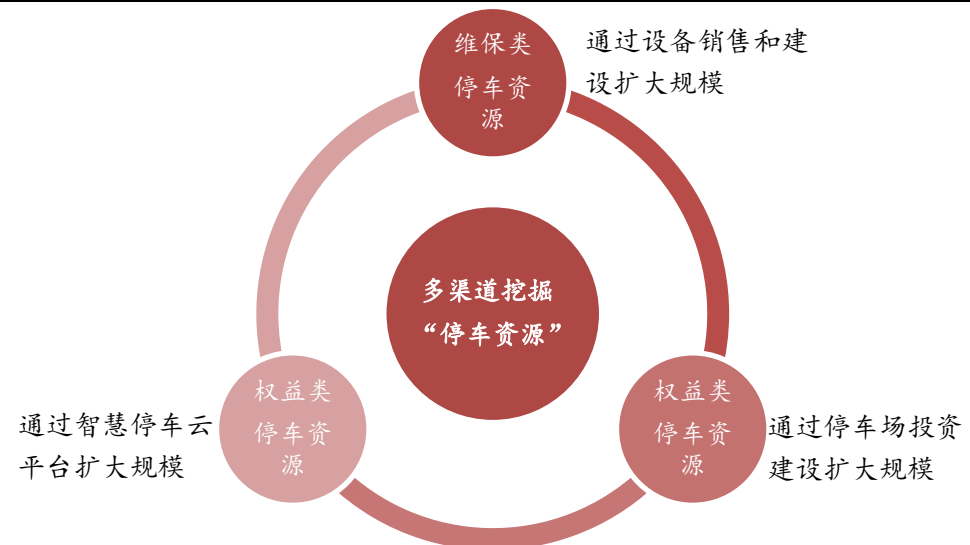 维保类
停车资
源
通过设备销售和建
设扩大规模
多渠道挖掘
“停车资源”
权益类
停车资
源
通过智慧停车云
平台扩大规模
权益类
停车资
源
通过停车场投资
建设扩大规模